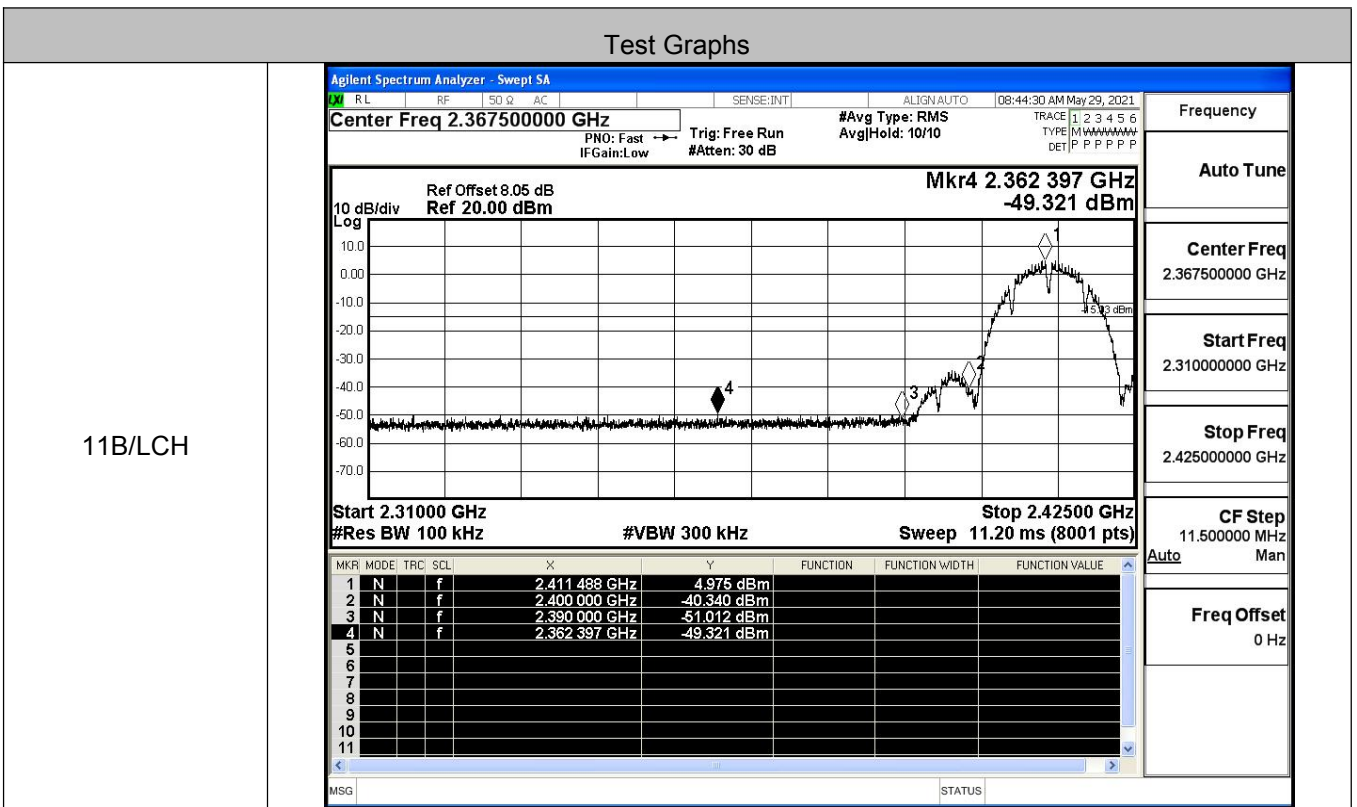 Test Graphs
11B/LCH
Agilent Spectrum Analyzer - Swept SA
LXI RL RF 50 Ω AC SENSE:INT ALIGN AUTO 08:44:30 AM May 29, 2021
Center Freq 2.367500000 GHz
PNO: Fast
IFGain:Low
Trig: Free Run
#Atten: 30 dB
#Avg Type: RMS
Avg|Hold: 10/10
TRACE 1 2 3 4 5 6
TYPE M WWWWW
DET P P P P P P
Ref Offset 8.05 dB
10 dB/div Ref 20.00 dBm
Log
Mkr4 2.362 397 GHz
-49.321 dBm
10.0
0.00
-10.0
-20.0
-30.0
-40.0
-50.0
-60.0
-70.0
1
2
3
4
Start 2.31000 GHz Stop 2.42500 GHz
#Res BW 100 kHz #VBW 300 kHz Sweep 11.20 ms (8001 pts)
MKR MODE TRC SCL X Y FUNCTION FUNCTION WIDTH FUNCTION VALUE
1 N f 2.411 488 GHz 4.975 dBm
2 N f 2.400 000 GHz -40.340 dBm
3 N f 2.390 000 GHz -51.012 dBm
4 N f 2.362 397 GHz -49.321 dBm
5
6
7
8
9
10
11
MSG STATUS
Frequency
Auto Tune
Center Freq
2.367500000 GHz
Start Freq
2.310000000 GHz
Stop Freq
2.425000000 GHz
CF Step
11.500000 MHz
Auto Man
Freq Offset
0 Hz